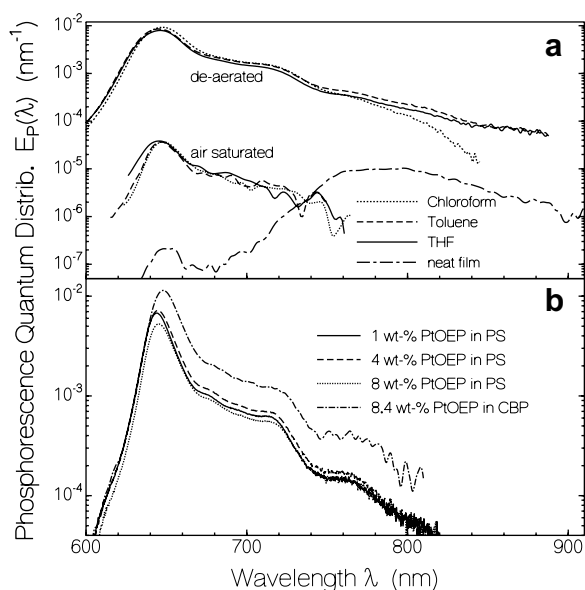 Phosphorescence Quantum Distrib. E_P(λ) (nm⁻¹)
10⁻²
10⁻³
10⁻⁴
10⁻⁵
10⁻⁶
10⁻⁷
a
de-aerated
air saturated
Chloroform
Toluene
THF
neat film
10⁻²
10⁻³
10⁻⁴
b
1 wt-% PtOEP in PS
4 wt-% PtOEP in PS
8 wt-% PtOEP in PS
8.4 wt-% PtOEP in CBP
600 700 800 900
Wavelength λ (nm)